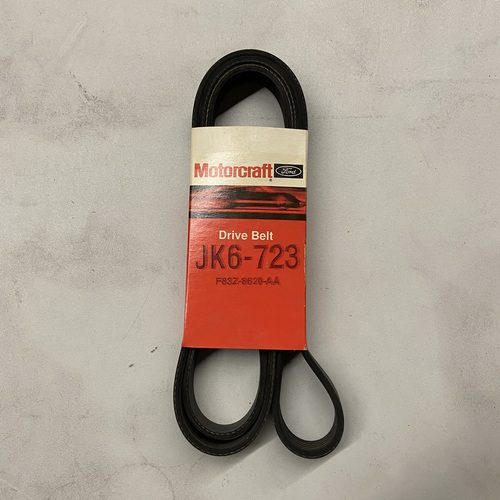 Motorcraft
Ford
Drive Belt
JK6-723
F83Z-8620-AA